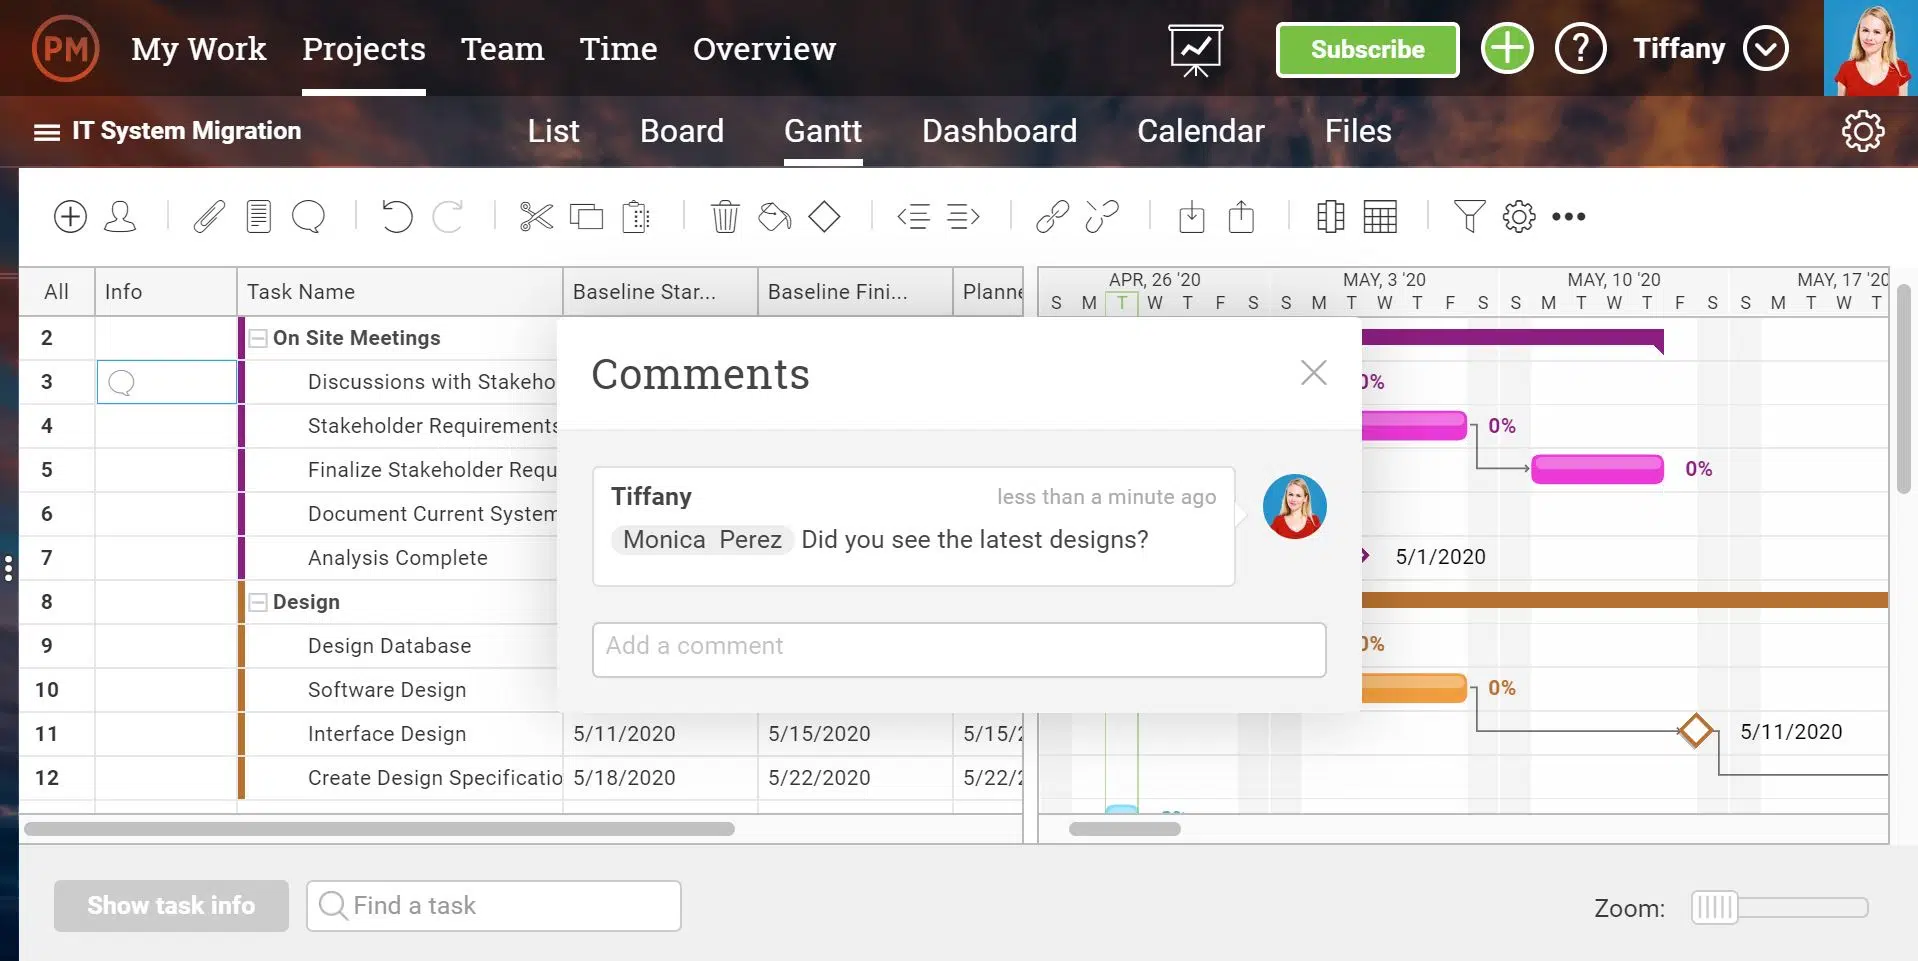 PM My Work Projects Team Time Overview Subscribe ? Tiffany
IT System Migration List Board Gantt Dashboard Calendar Files
All Info Task Name Baseline Star... Baseline Fini... Planne
APR, 26 '20 MAY, 3 '20 MAY, 10 '20 MAY, 17 '20
S M T W T F S S M T W T F S S M T W T F S S M T W T
2 On Site Meetings
3 Discussions with Stakeho 0%
4 Stakeholder Requirements 0%
5 Finalize Stakeholder Requ 0%
6 Document Current System
7 Analysis Complete 5/1/2020
8 Design
9 Design Database 0%
10 Software Design 0%
11 Interface Design 5/11/2020 5/15/2020 5/15/2 5/11/2020
12 Create Design Specificatio 5/18/2020 5/22/2020 5/22/2
Comments
Tiffany less than a minute ago
Monica Perez Did you see the latest designs?
Add a comment
Show task info Find a task Zoom: